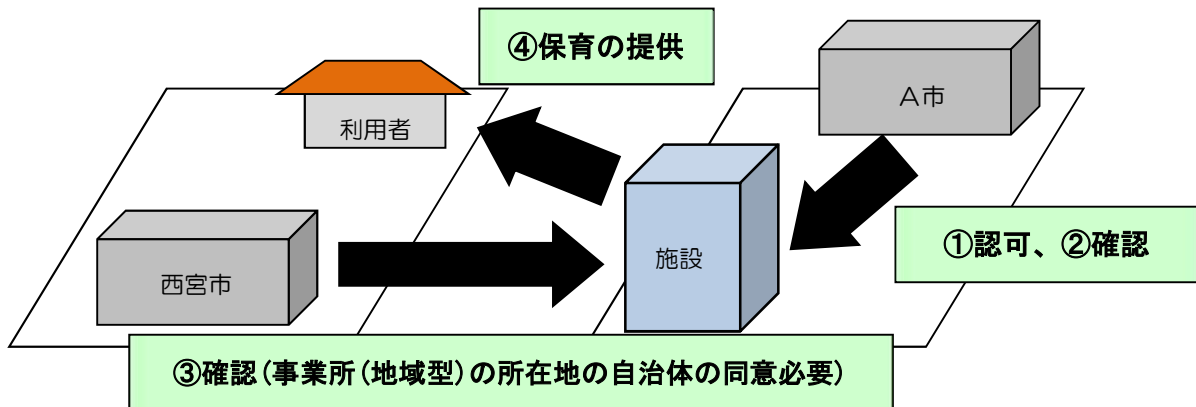 ④保育の提供
A市
利用者
①認可、②確認
施設
西宮市
③確認(事業所(地域型)の所在地の自治体の同意必要)